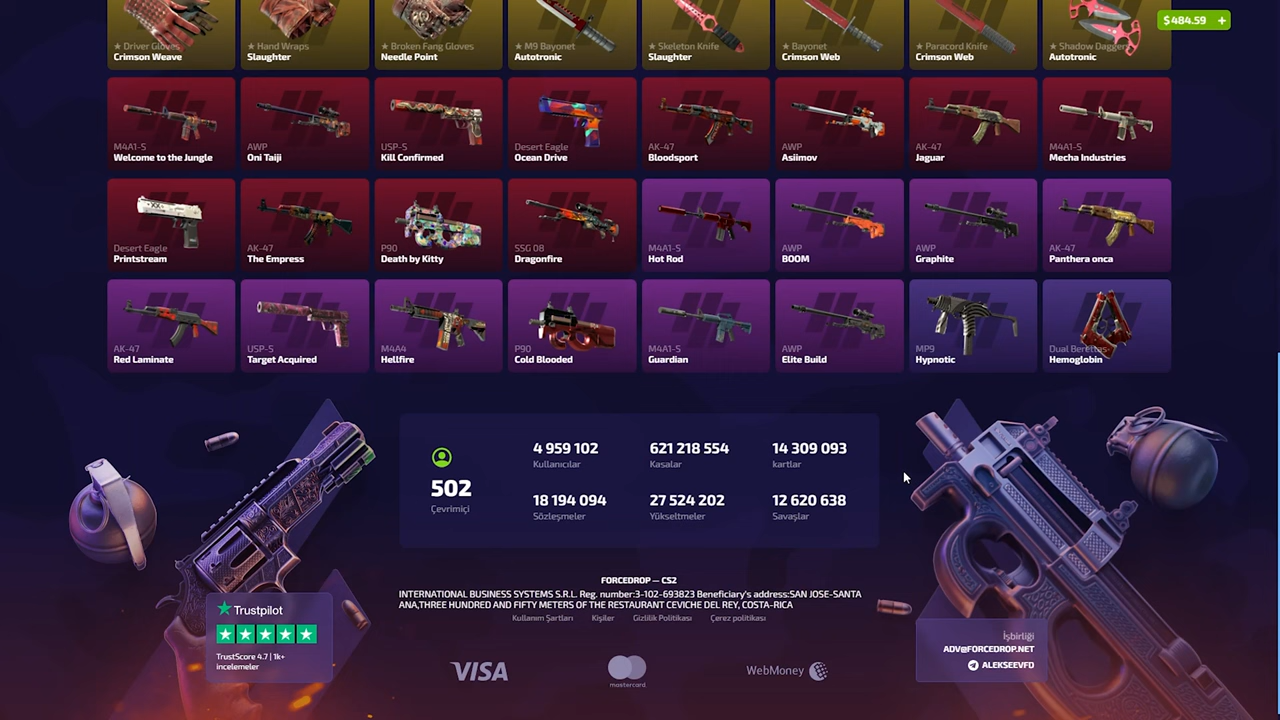 $484.59 +
★ Driver Gloves
Crimson Weave
★ Hand Wraps
Slaughter
★ Broken Fang Gloves
Needle Point
★ M9 Bayonet
Autotronic
★ Skeleton Knife
Slaughter
★ Bayonet
Crimson Web
★ Paracord Knife
Crimson Web
★ Shadow Daggers
Autotronic
M4A1-S
Welcome to the Jungle
AWP
Oni Taiji
USP-S
Kill Confirmed
Desert Eagle
Ocean Drive
AK-47
Bloodsport
AWP
Asiimov
AK-47
Jaguar
M4A1-S
Mecha Industries
Desert Eagle
Printstream
AK-47
The Empress
P90
Death by Kitty
SSG 08
Dragonfire
M4A1-S
Hot Rod
AWP
BOOM
AWP
Graphite
AK-47
Panthera onca
AK-47
Red Laminate
USP-S
Target Acquired
M4A4
Hellfire
P90
Cold Blooded
M4A1-S
Guardian
AWP
Elite Build
MP9
Hypnotic
Dual Berettas
Hemoglobin
502
Çevrimiçi
4 959 102
Kullanıcılar
621 218 554
Kasalar
14 309 093
kartlar
18 194 094
Sözleşmeler
27 524 202
Yükseltmeler
12 620 638
Savaşlar
FORCEDROP — CS2
INTERNATIONAL BUSINESS SYSTEMS S.R.L. Reg. number:3-102-693823 Beneficiary's address:SAN JOSE-SANTA
ANA,THREE HUNDRED AND FIFTY METERS OF THE RESTAURANT CEVICHE DEL REY, COSTA-RICA
Kullanım Şartları Kişiler Gizlilik Politikası Çerez politikası
Trustpilot
TrustScore 4.7 | 1k+
incelemeler
VISA
mastercard.
WebMoney
İşbirliği
ADV@FORCEDROP.NET
ALEKSEEVFD